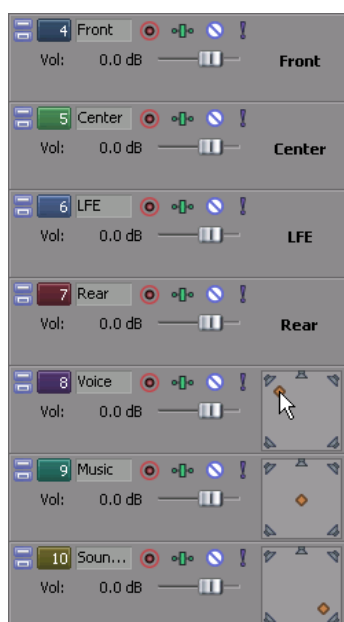 4 Front
Vol: 0.0 dB Front
5 Center
Vol: 0.0 dB Center
6 LFE
Vol: 0.0 dB LFE
7 Rear
Vol: 0.0 dB Rear
8 Voice
Vol: 0.0 dB
9 Music
Vol: 0.0 dB
10 Soun...
Vol: 0.0 dB